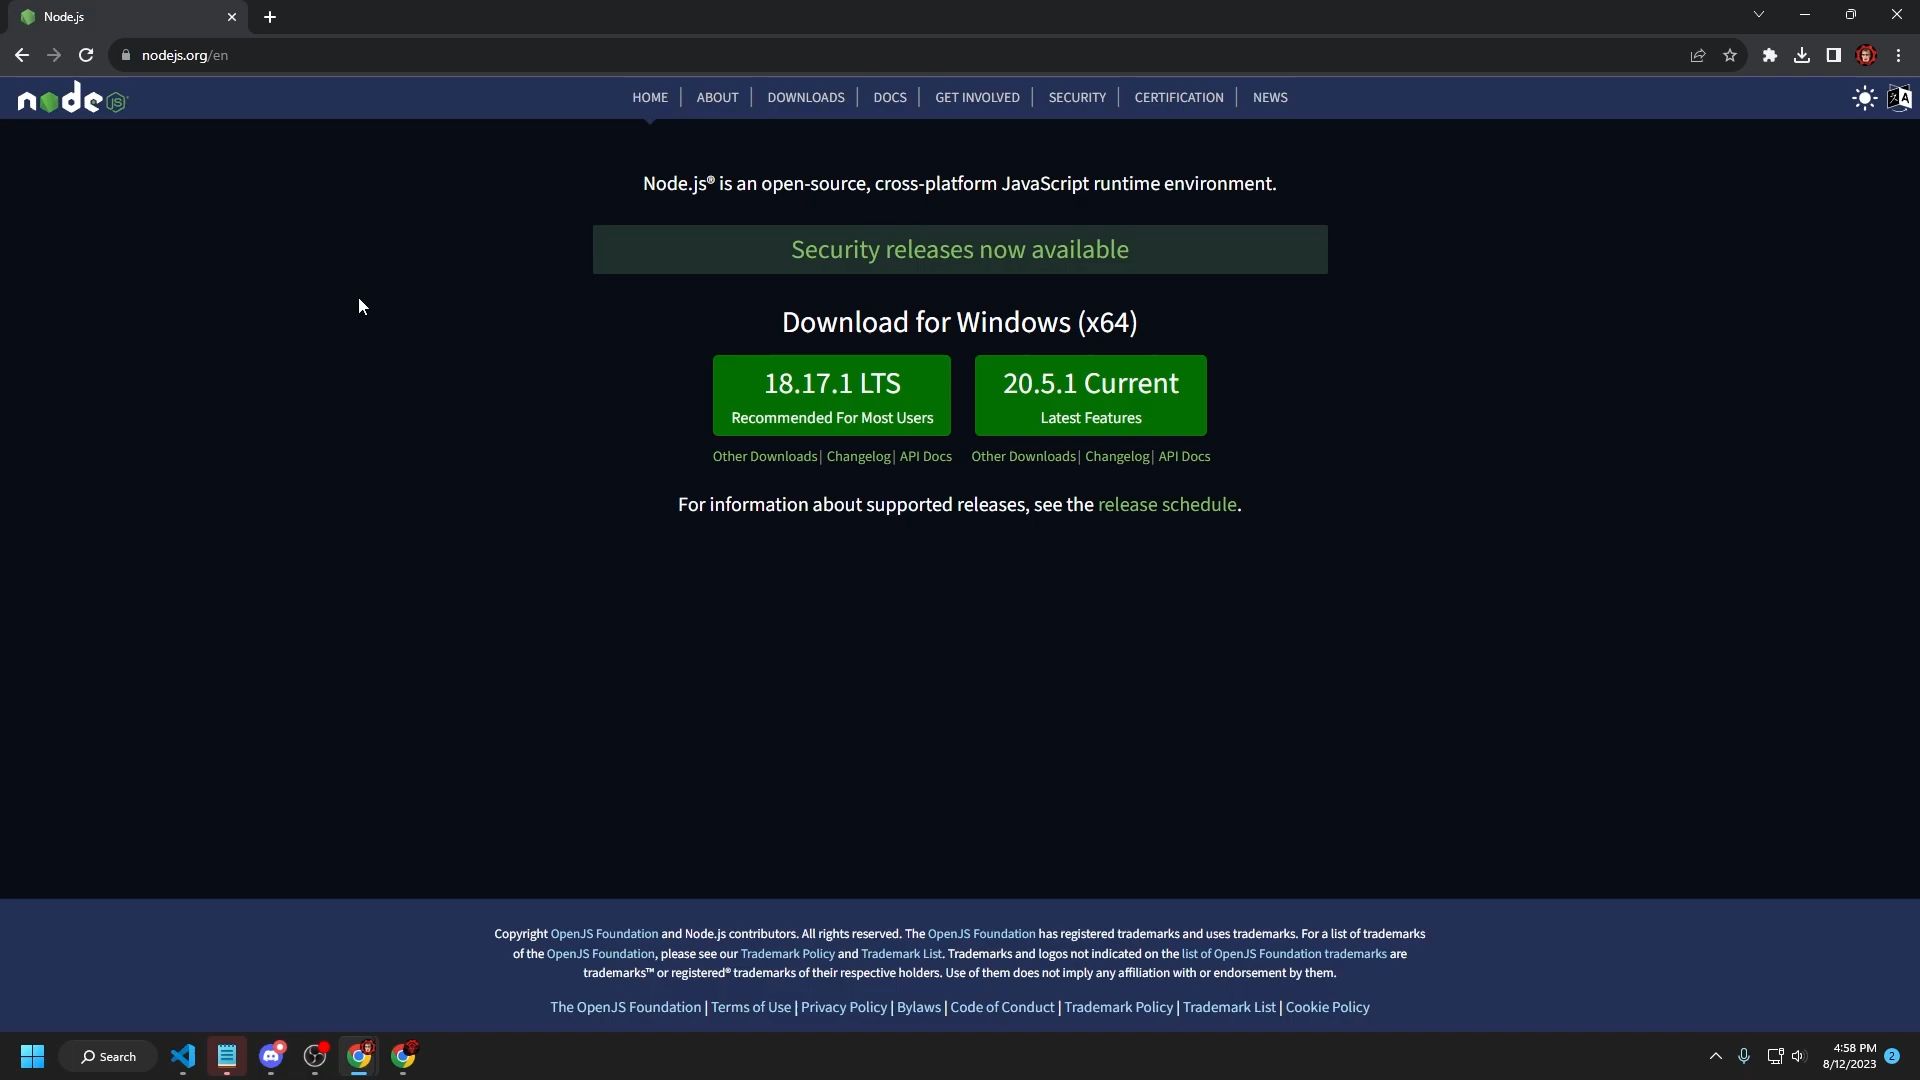 Node.js
nodejs.org/en
node JS
HOME | ABOUT | DOWNLOADS | DOCS | GET INVOLVED | SECURITY | CERTIFICATION | NEWS
Node.js® is an open-source, cross-platform JavaScript runtime environment.
Security releases now available
Download for Windows (x64)
18.17.1 LTS
Recommended For Most Users
20.5.1 Current
Latest Features
Other Downloads | Changelog | API Docs
Other Downloads | Changelog | API Docs
For information about supported releases, see the release schedule.
Copyright OpenJS Foundation and Node.js contributors. All rights reserved. The OpenJS Foundation has registered trademarks and uses trademarks. For a list of trademarks
of the OpenJS Foundation, please see our Trademark Policy and Trademark List. Trademarks and logos not indicated on the list of OpenJS Foundation trademarks are
trademarks™ or registered® trademarks of their respective holders. Use of them does not imply any affiliation with or endorsement by them.
The OpenJS Foundation | Terms of Use | Privacy Policy | Bylaws | Code of Conduct | Trademark Policy | Trademark List | Cookie Policy
Search
4:58 PM
8/12/2023
2